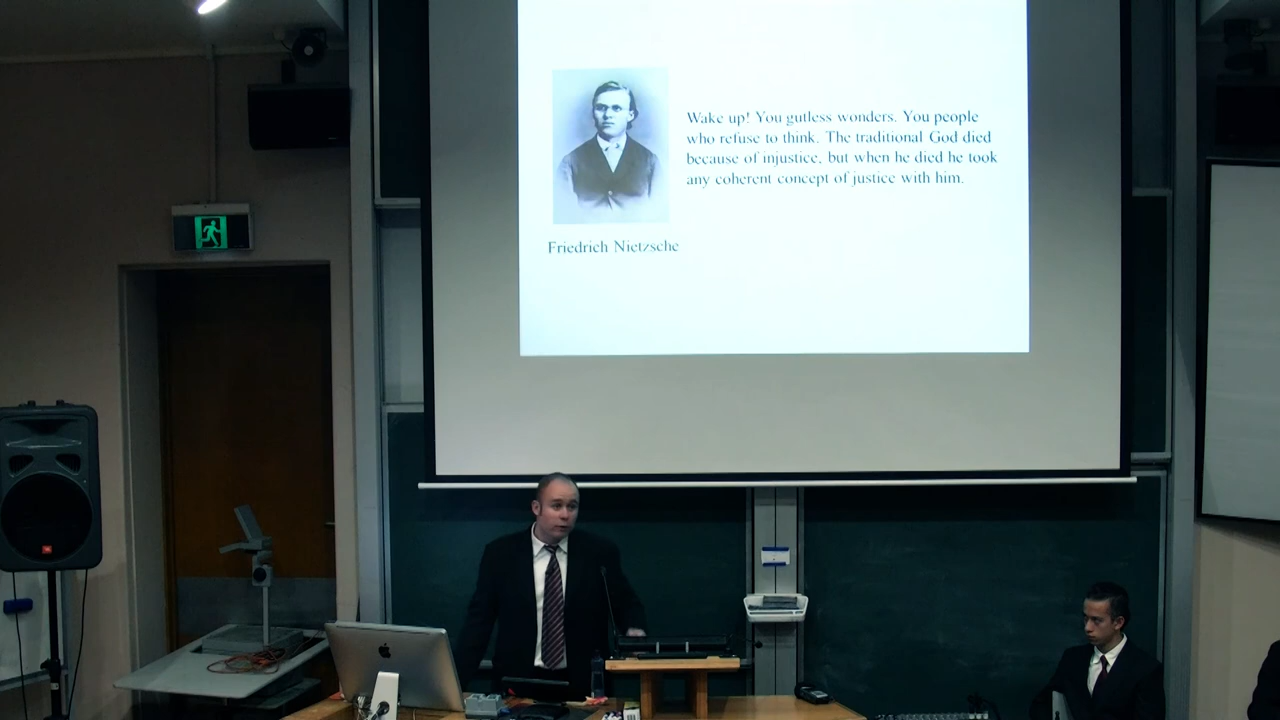 Wake up! You gutless wonders. You people
who refuse to think. The traditional God died
because of injustice, but when he died he took
any coherent concept of justice with him.
Friedrich Nietzsche